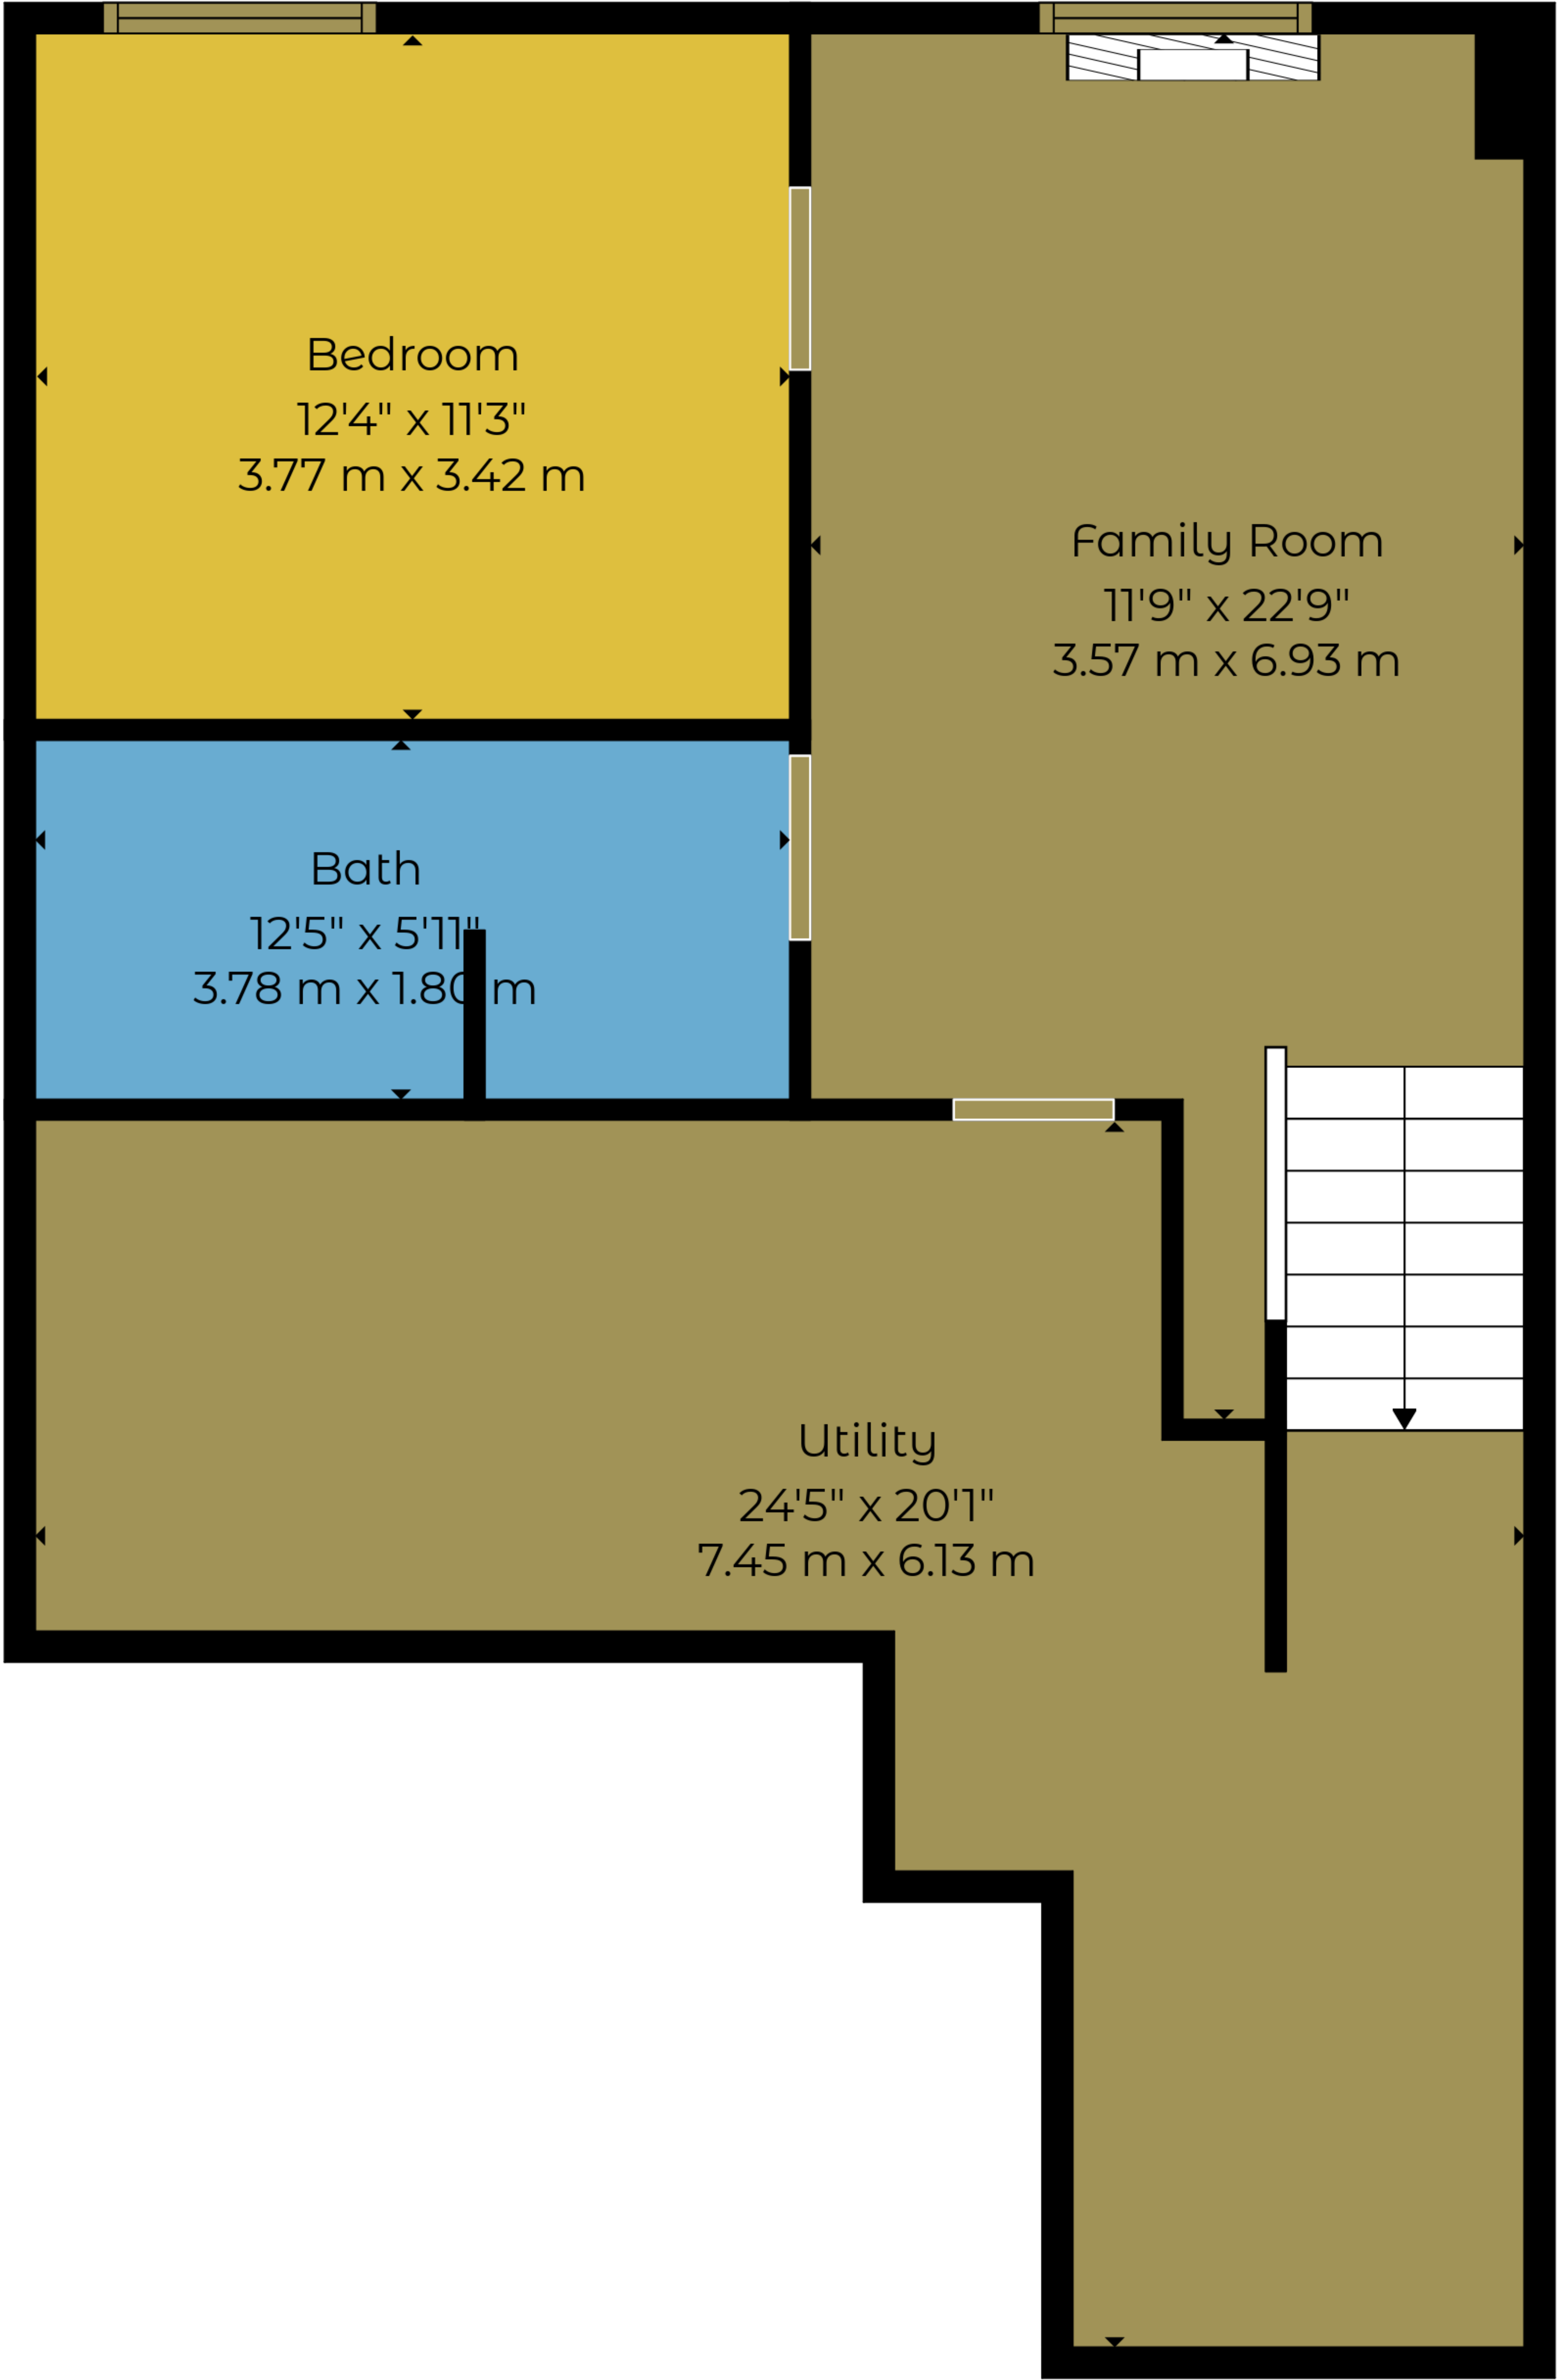 Bedroom
12'4" x 11'3"
3.77 m x 3.42 m
Family Room
11'9" x 22'9"
3.57 m x 6.93 m
Bath
12'5" x 5'11"
3.78 m x 1.80 m
Utility
24'5" x 20'1"
7.45 m x 6.13 m